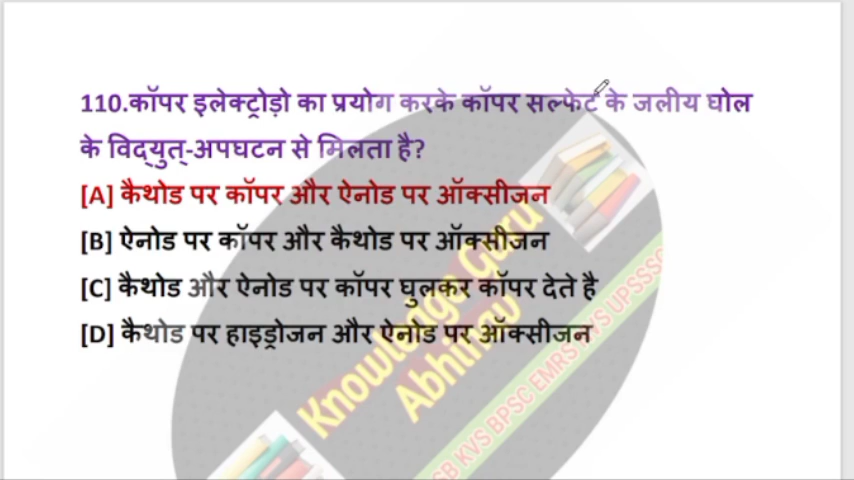 110.कॉपर इलेक्ट्रोड़ो का प्रयोग करके कॉपर सल्फेट के जलीय घोल
के विद्युत्-अपघटन से मिलता है?
[A] कैथोड पर कॉपर और ऐनोड पर ऑक्सीजन
[B] ऐनोड पर कॉपर और कैथोड पर ऑक्सीजन
[C] कैथोड और ऐनोड पर कॉपर घुलकर कॉपर देते है
[D] कैथोड पर हाइड्रोजन और ऐनोड पर ऑक्सीजन
Knowledge Guru
Abhinav
KVS BPSC EMRS UPSSSC